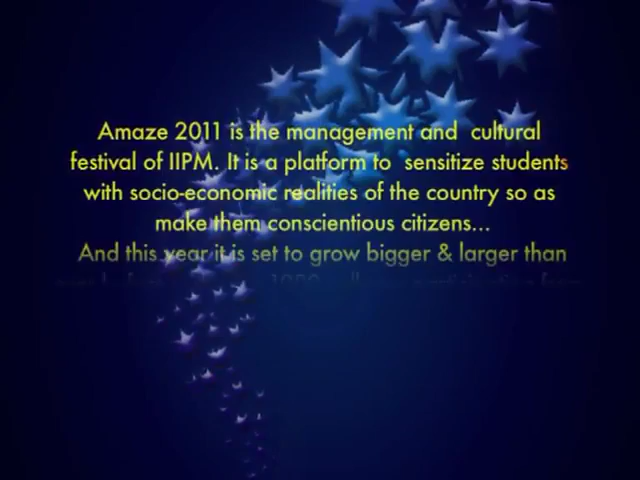 Amaze 2011 is the management and cultural
festival of IIPM. It is a platform to sensitize students
with socio-economic realities of the country so as
make them conscientious citizens...
And this year it is set to grow bigger & larger than